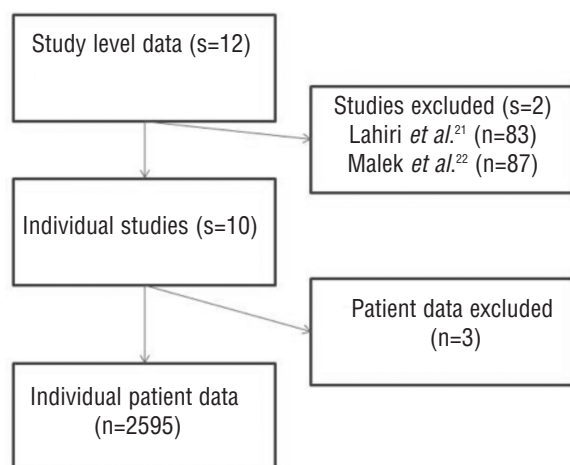 Study level data (s=12)
Studies excluded (s=2)
Lahiri et al.²¹ (n=83)
Malek et al.²² (n=87)
Individual studies (s=10)
Patient data excluded
(n=3)
Individual patient data
(n=2595)